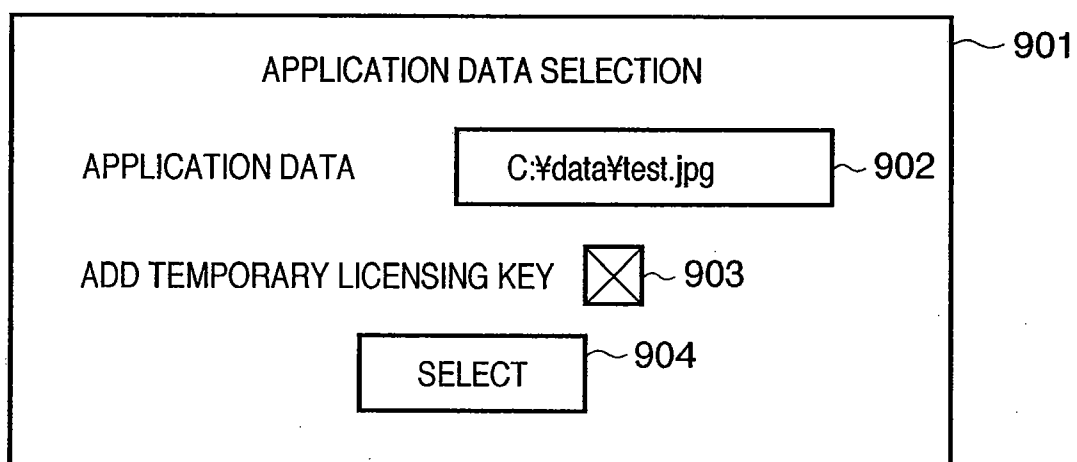 901
APPLICATION DATA SELECTION
APPLICATION DATA C:¥data¥test.jpg 902
ADD TEMPORARY LICENSING KEY 903
SELECT 904